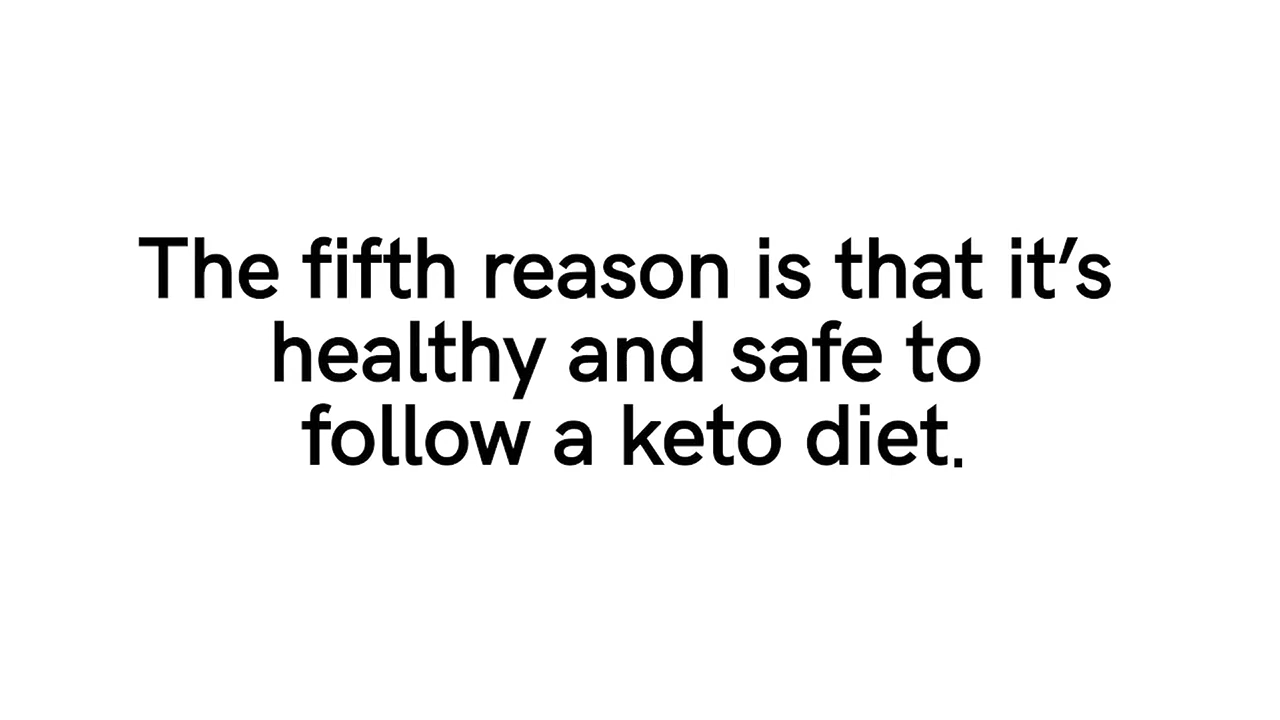 The fifth reason is that it’s
healthy and safe to
follow a keto diet.